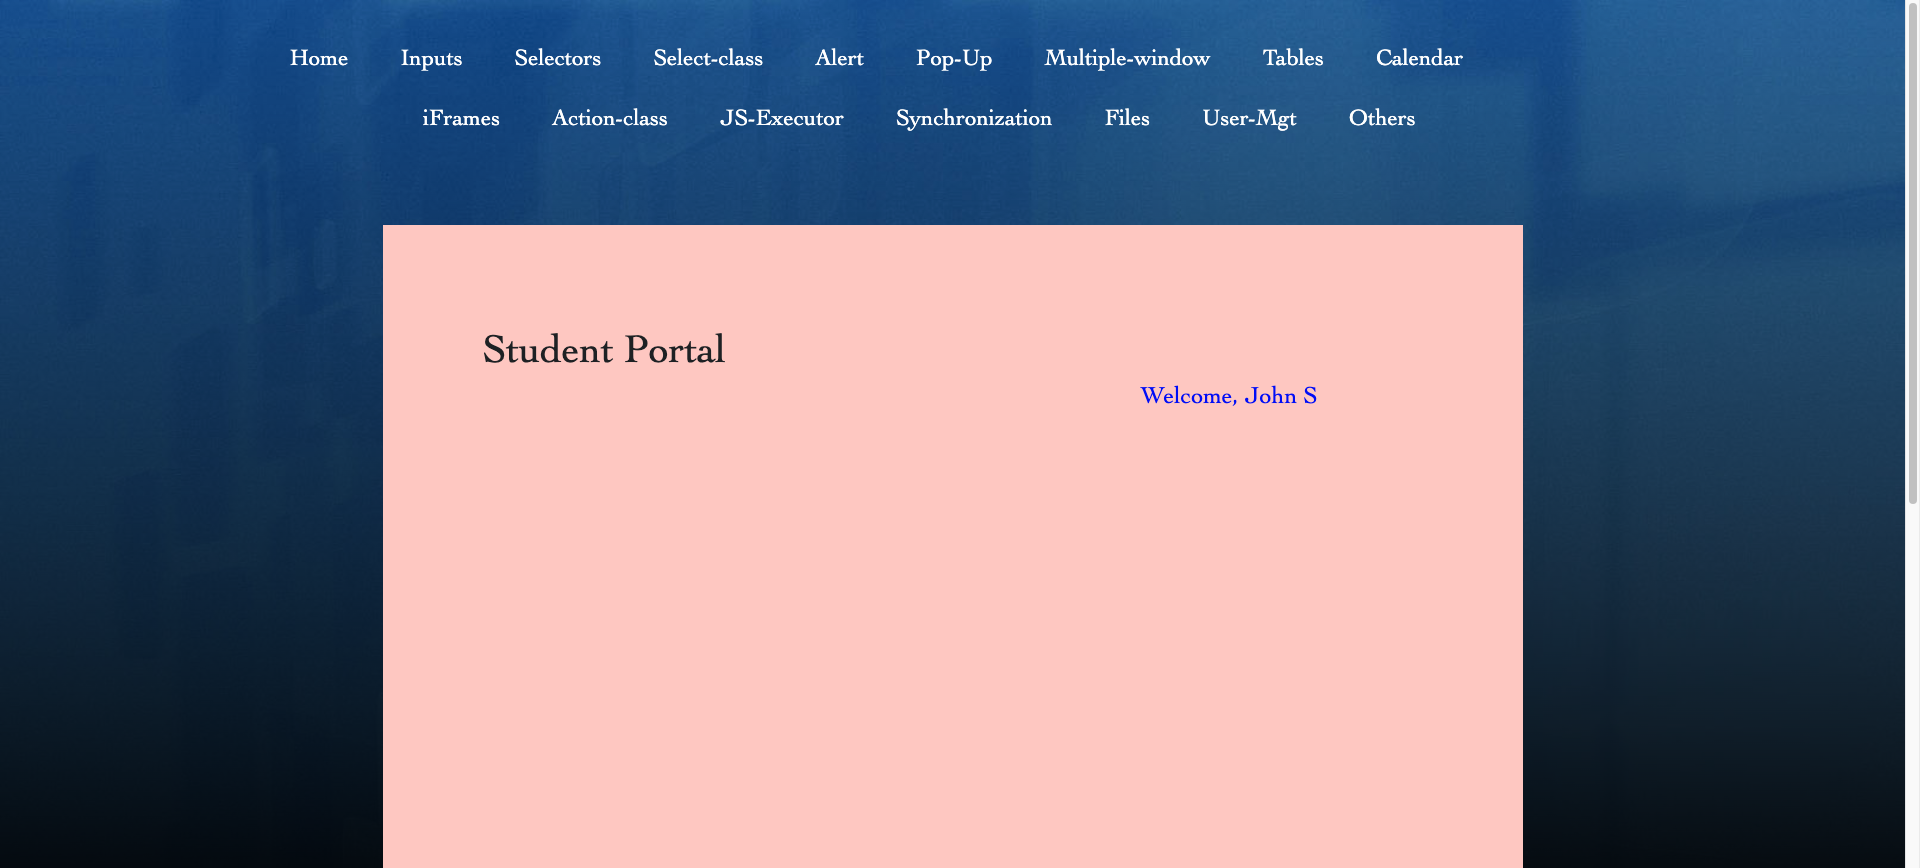 Home Inputs Selectors Select-class Alert Pop-Up Multiple-window Tables Calendar
iFrames Action-class JS-Executor Synchronization Files User-Mgt Others
Student Portal
Welcome, John S